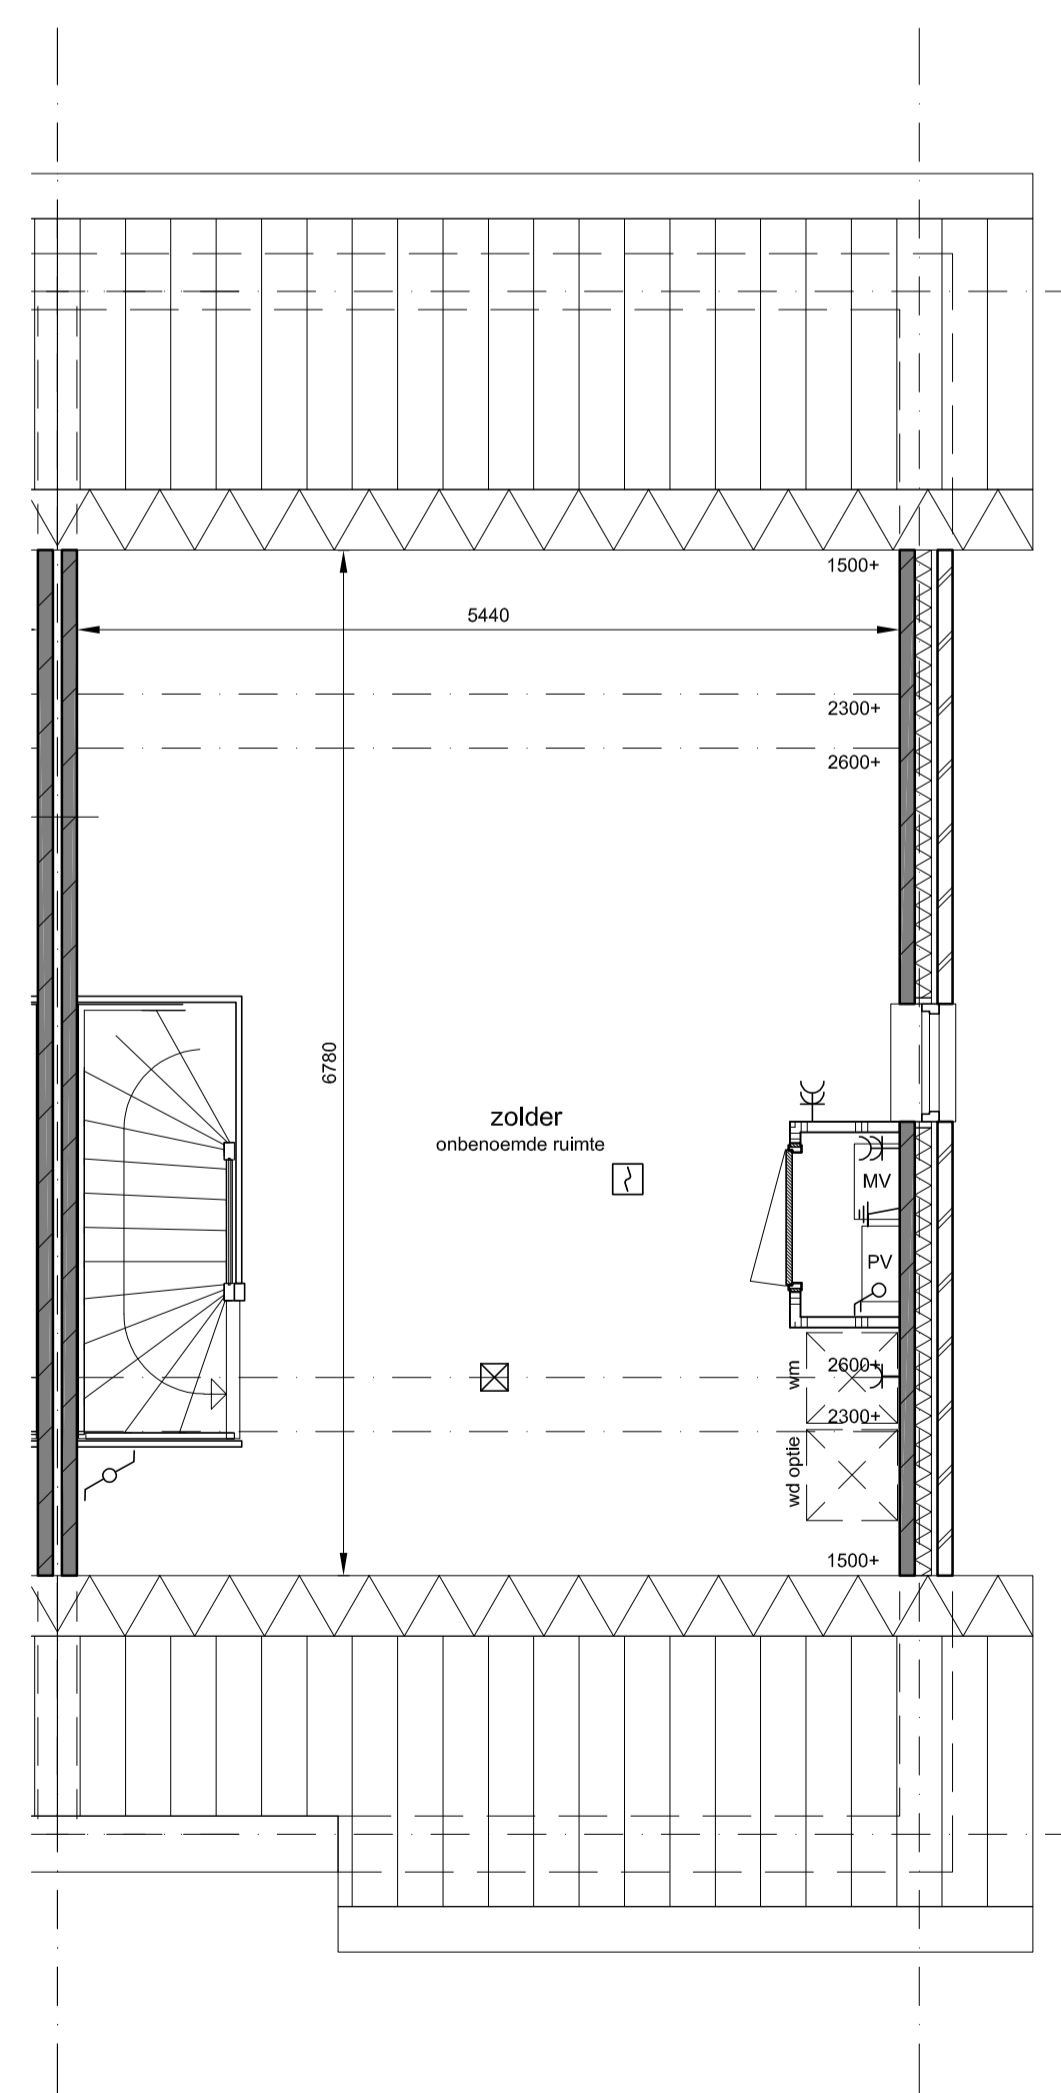 1500+
5440
2300+
2600+
6780
zolder
onbenoemde ruimte
MV
PV
wm
2600+
2300+
wd optie
1500+